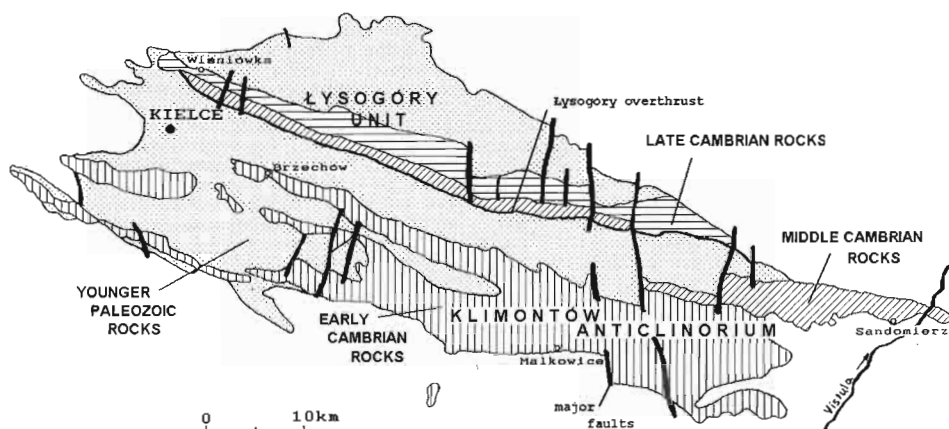 Wiśniówka
ŁYSOGÓRY
UNIT
Łysogóry overthrust
KIELCE
LATE CAMBRIAN ROCKS
Brzechów
MIDDLE CAMBRIAN
ROCKS
YOUNGER
PALEOZOIC
ROCKS
EARLY
CAMBRIAN
ROCKS
KLIMONTÓW
ANTICLINORIUM
Sandomierz
Malkowice
major
faults
Vistula
0 10km